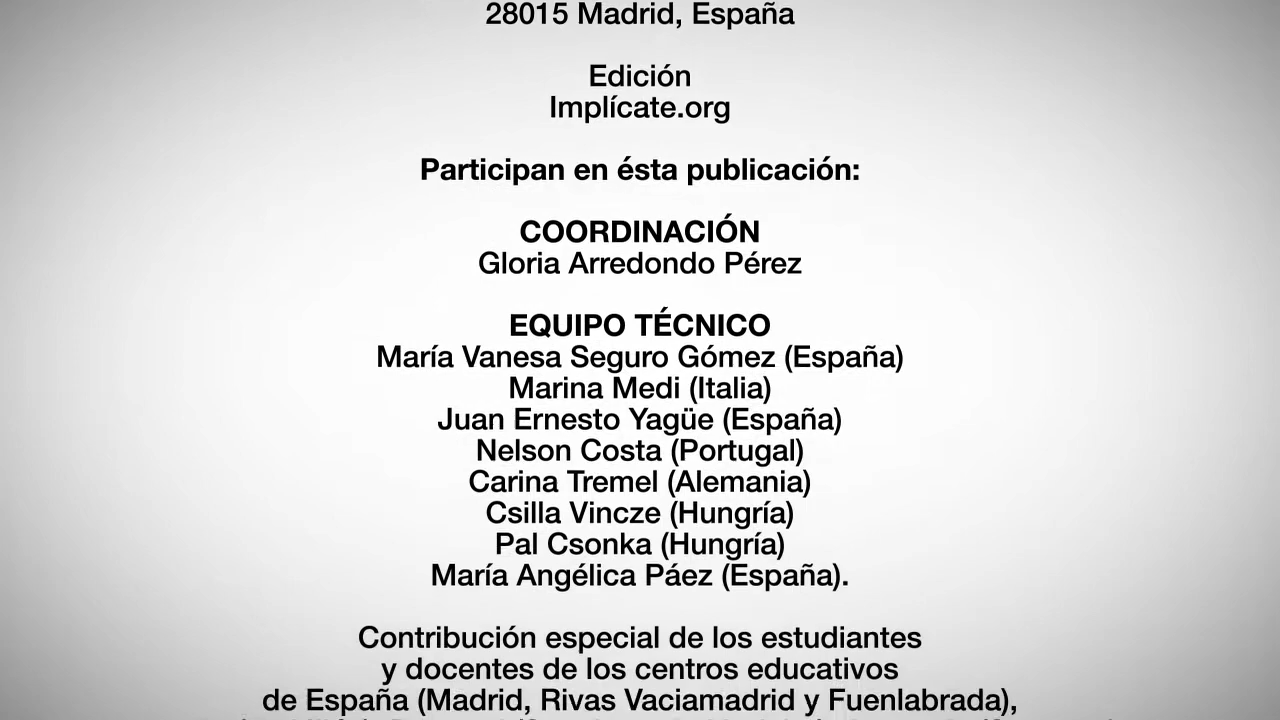 28015 Madrid, España
Edición
Implícate.org
Participan en ésta publicación:
COORDINACIÓN
Gloria Arredondo Pérez
EQUIPO TÉCNICO
María Vanesa Seguro Gómez (España)
Marina Medi (Italia)
Juan Ernesto Yagüe (España)
Nelson Costa (Portugal)
Carina Tremel (Alemania)
Csilla Vincze (Hungría)
Pal Csonka (Hungría)
María Angélica Páez (España).
Contribución especial de los estudiantes
y docentes de los centros educativos
de España (Madrid, Rivas Vaciamadrid y Fuenlabrada),